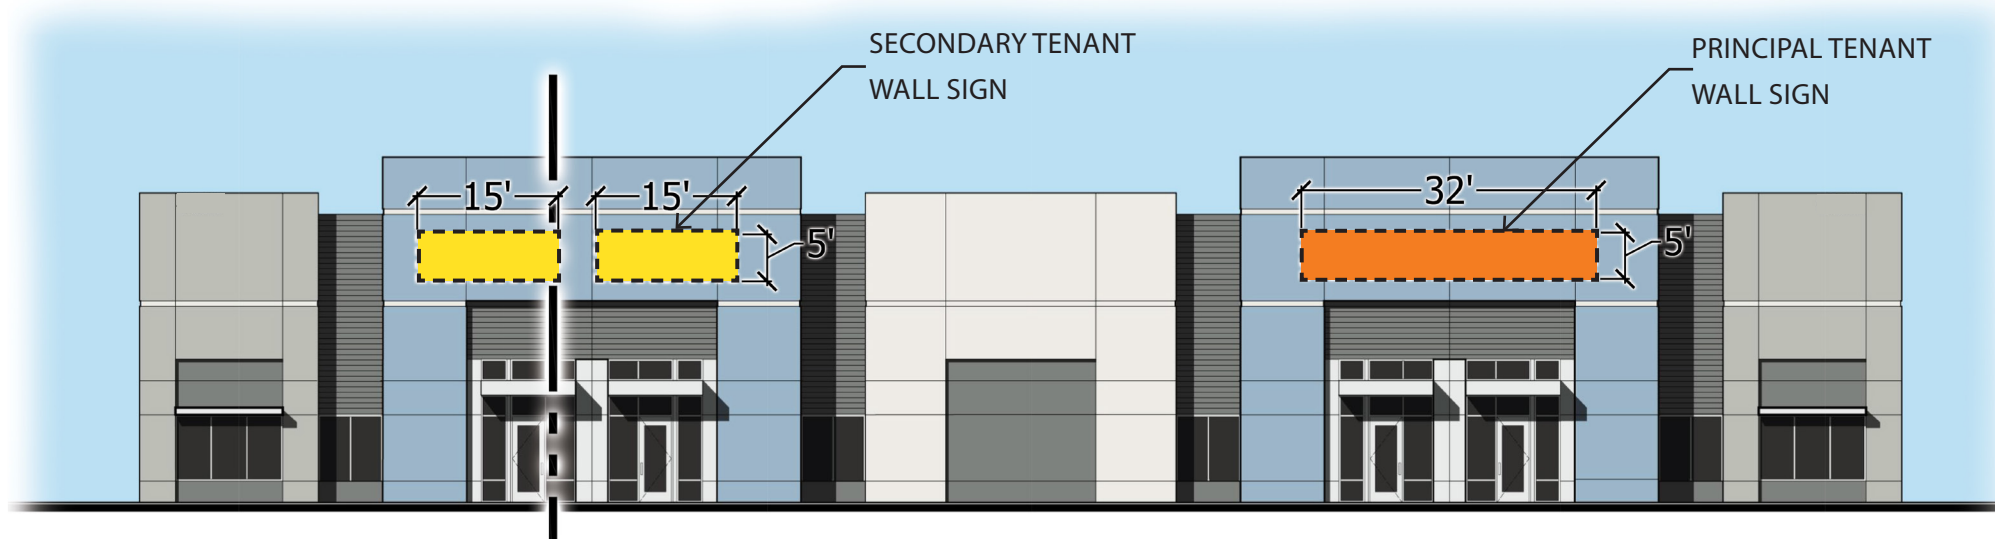 SECONDARY TENANT
WALL SIGN
PRINCIPAL TENANT
WALL SIGN
15'
15'
32'
5'
5'